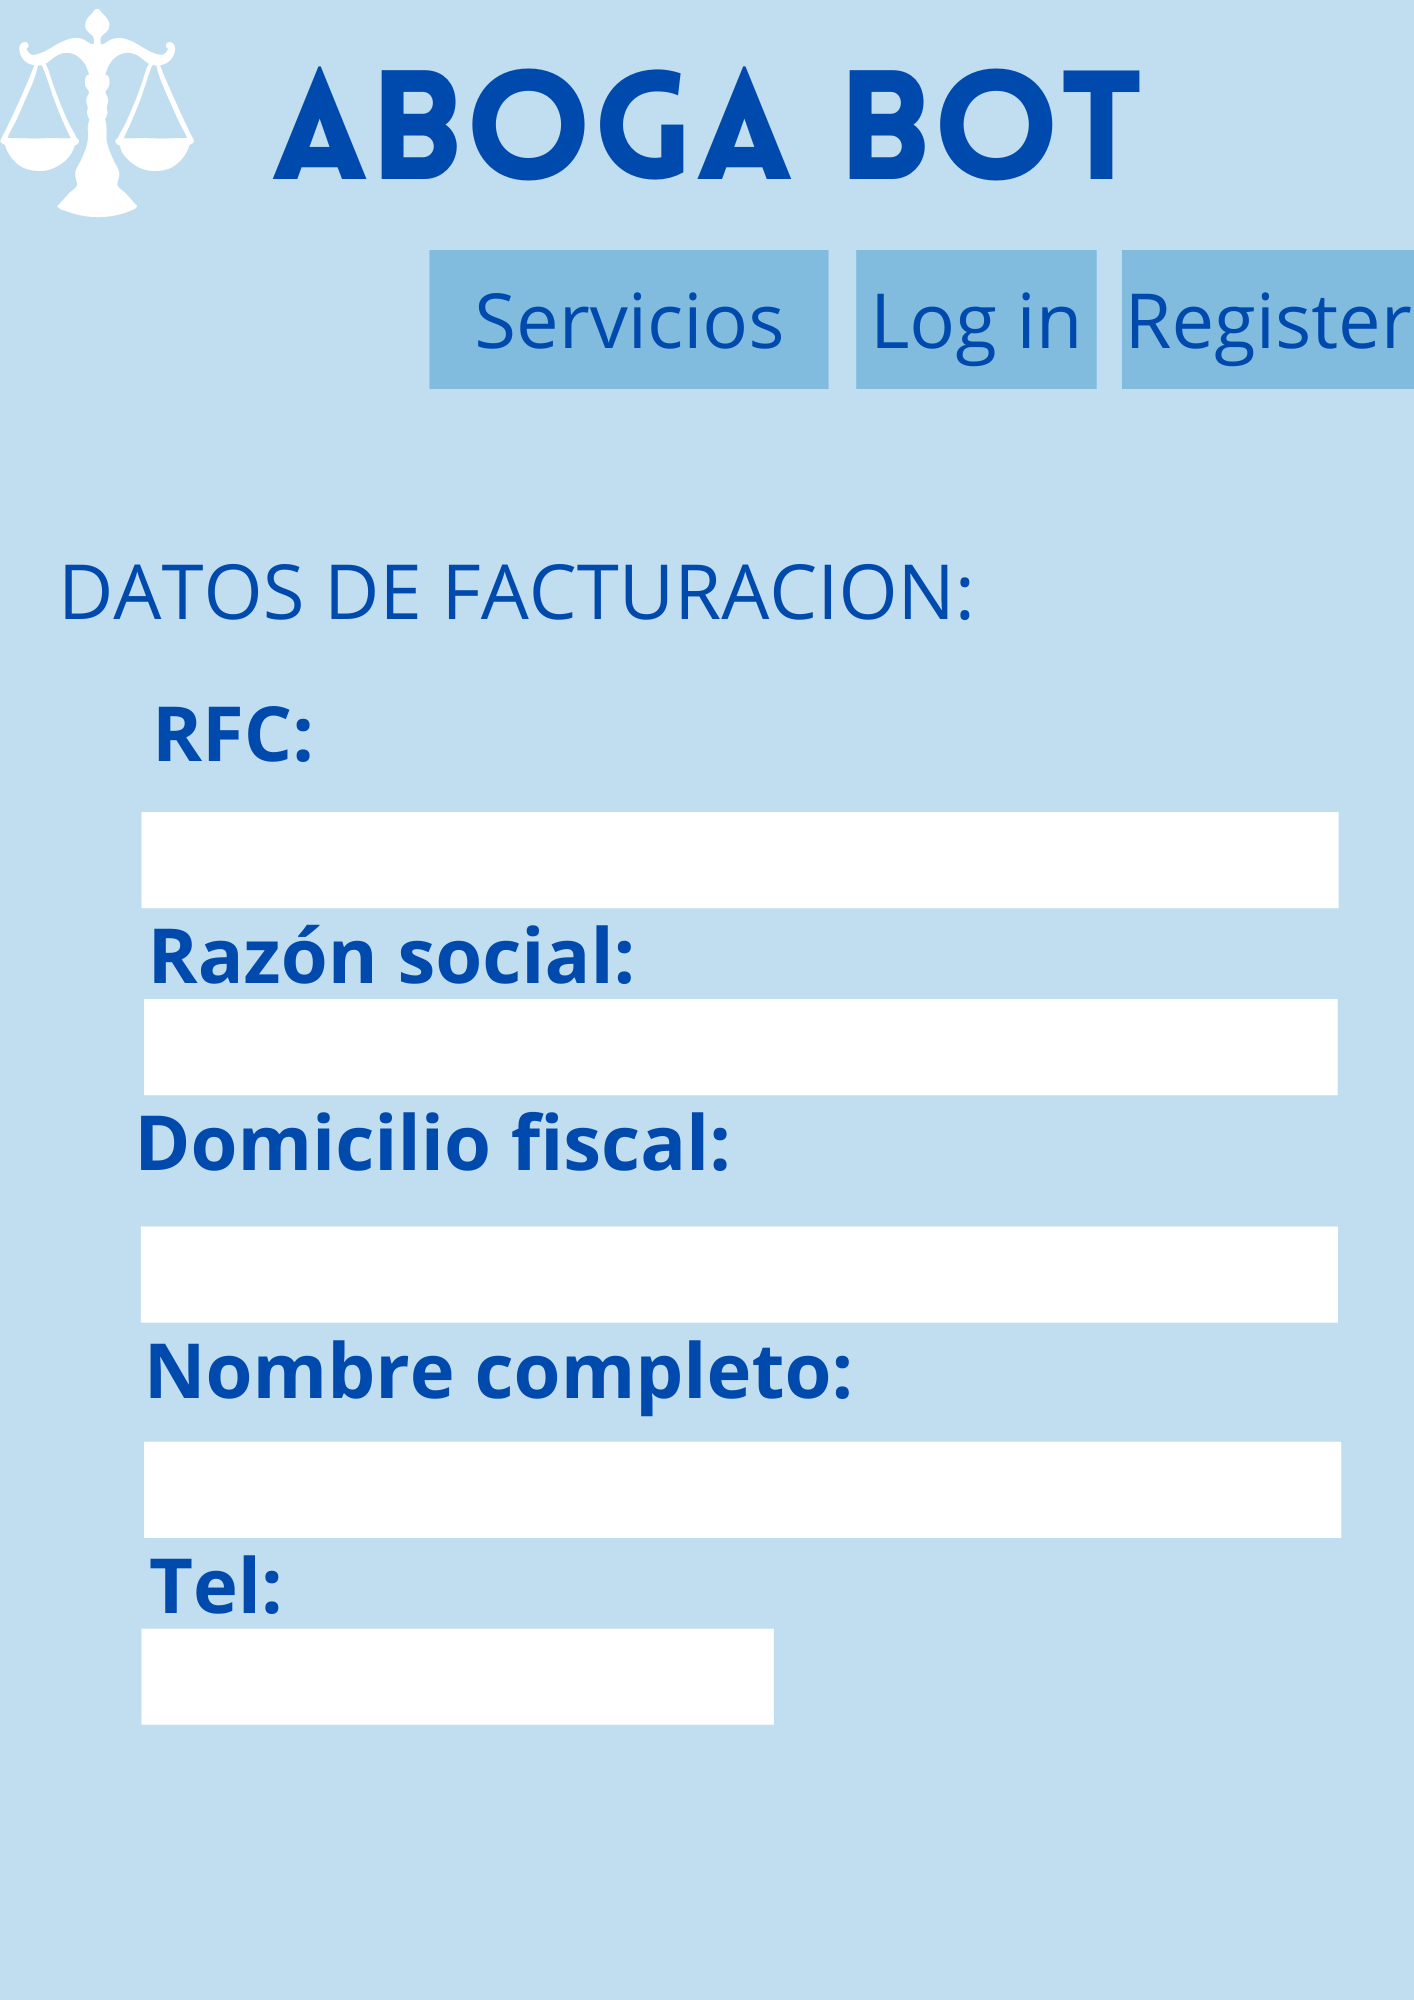 ABOGA BOT
Servicios Log in Register
DATOS DE FACTURACION:
RFC:
Razón social:
Domicilio fiscal:
Nombre completo:
Tel: